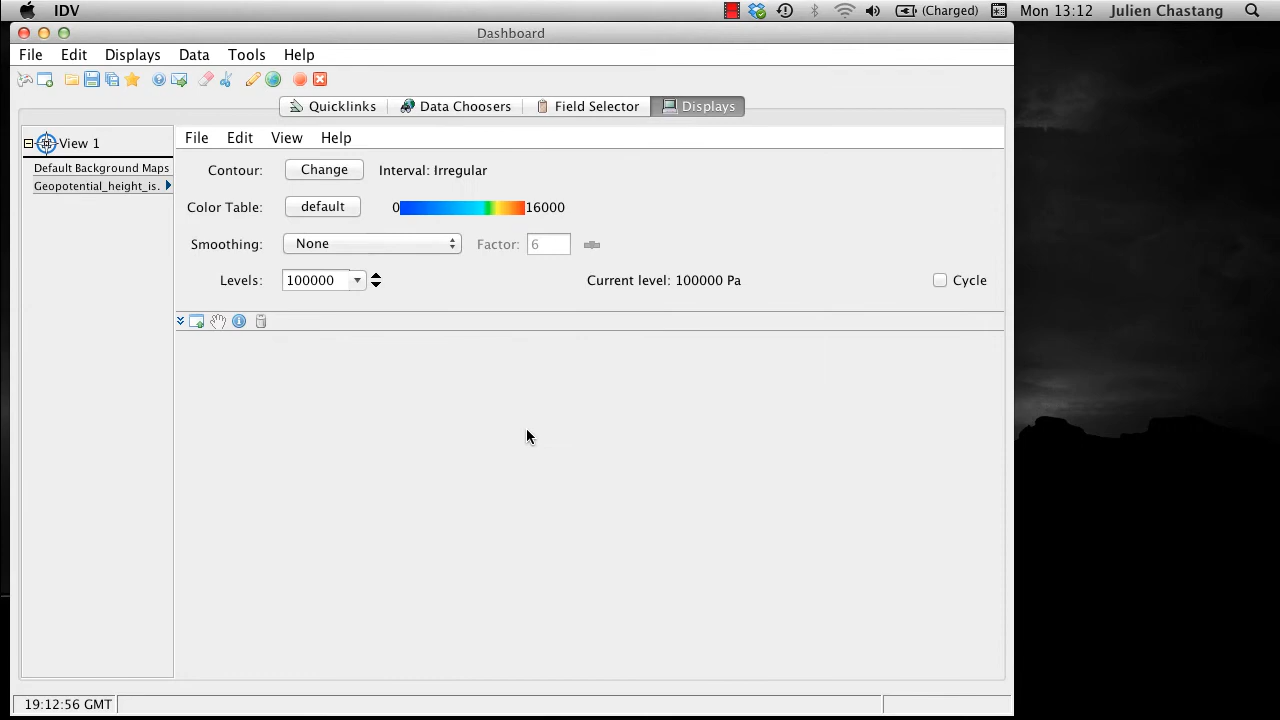 IDV (Charged) Mon 13:12 Julien Chastang
Dashboard
File Edit Displays Data Tools Help
Quicklinks Data Choosers Field Selector Displays
View 1
Default Background Maps
Geopotential_height_is.
File Edit View Help
Contour: Change Interval: Irregular
Color Table: default 0 16000
Smoothing: None Factor: 6
Levels: 100000 Current level: 100000 Pa Cycle
19:12:56 GMT